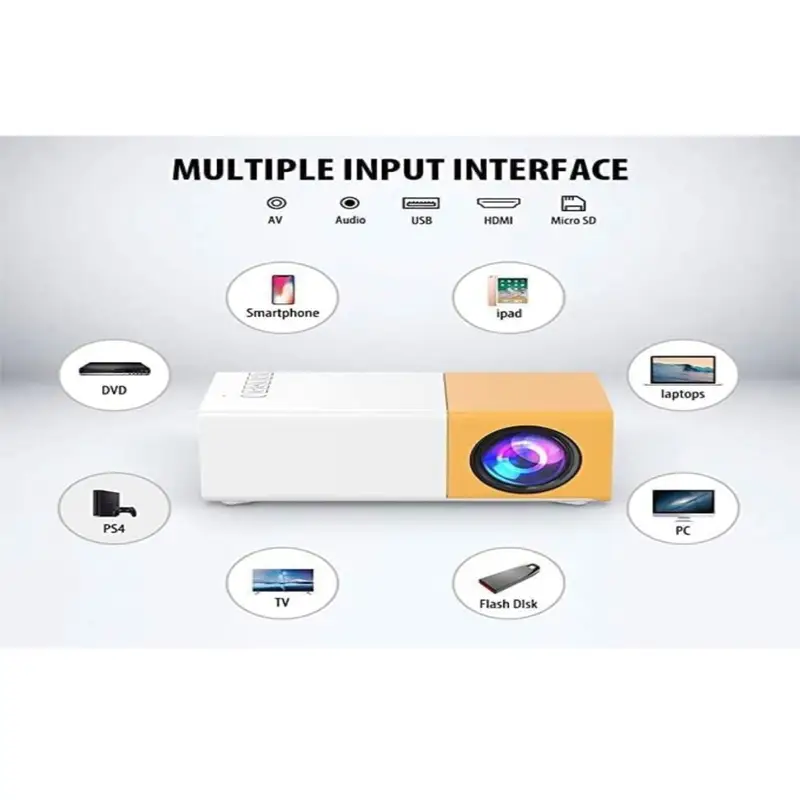 MULTIPLE INPUT INTERFACE
AV Audio USB HDMI Micro SD
Smartphone ipad
DVD laptops
PS4 PC
TV Flash DIsk